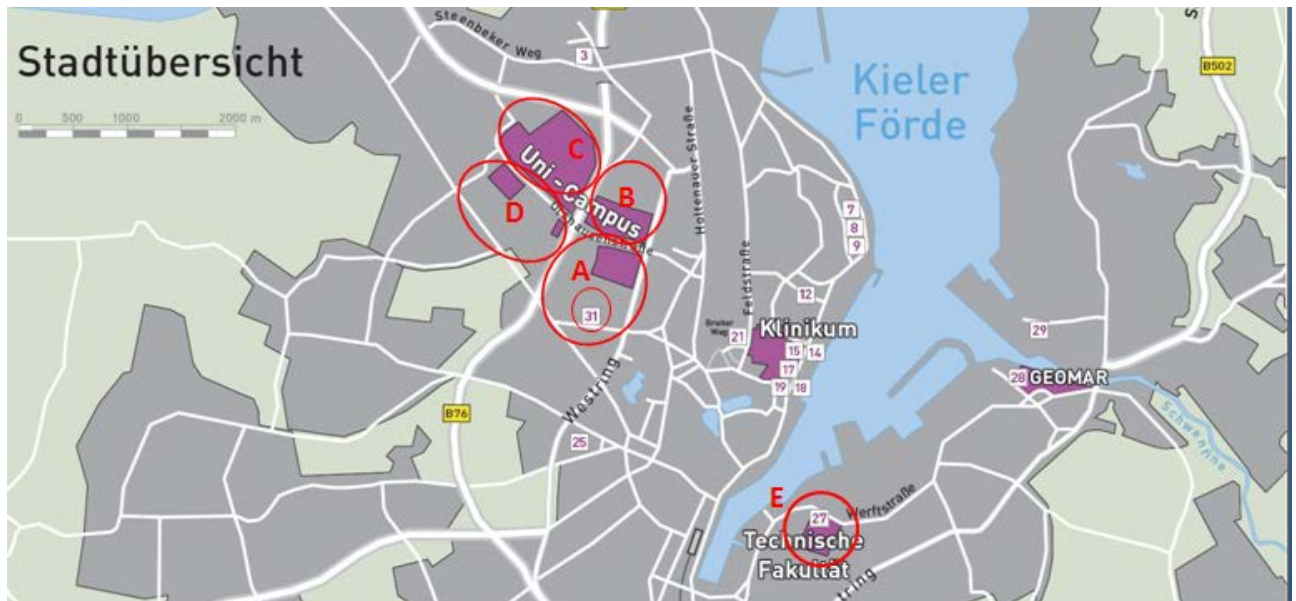 Stadtübersicht
0 500 1000 2000 m
Steenbeker Weg
3
B502
Kieler
Förde
C
Uni-Campus
B
D
A
31
Holtenauer Straße
Feldstraße
7
8
9
12
Klinikum
21
15
14
17
19
18
29
28
GEOMAR
Schwentine
B76
Westring
25
E
27
Werftstraße
Technische
Fakultät